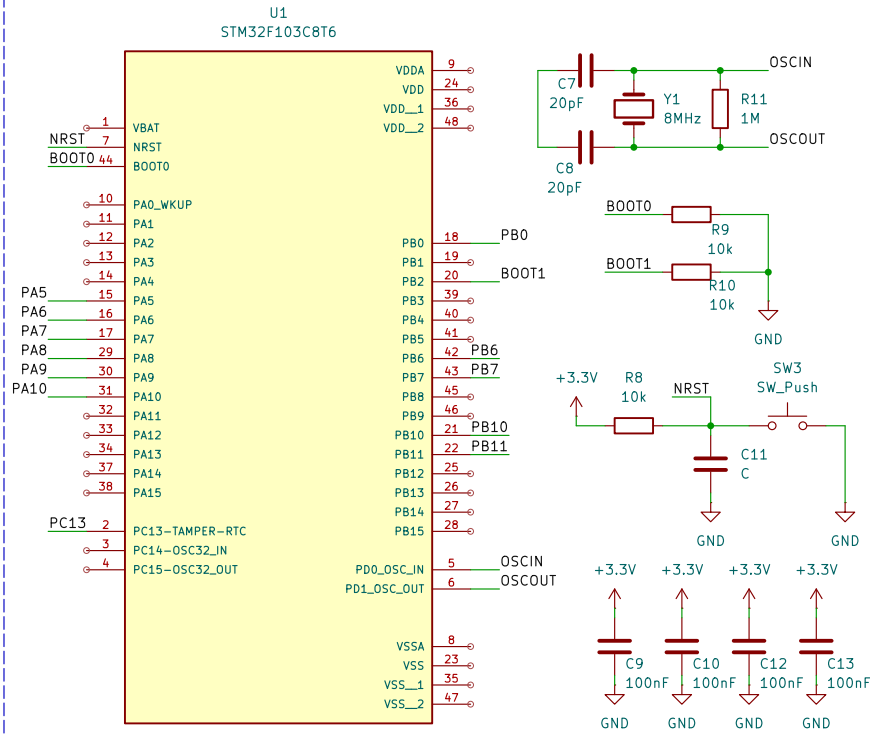 U1
STM32F103C8T6
1 VBAT
NRST 7 NRST
BOOT0 44 BOOT0
10 PA0_WKUP
11 PA1
12 PA2
13 PA3
14 PA4
PA5 15 PA5
PA6 16 PA6
PA7 17 PA7
PA8 29 PA8
PA9 30 PA9
PA10 31 PA10
32 PA11
33 PA12
34 PA13
37 PA14
38 PA15
PC13 2 PC13-TAMPER-RTC
3 PC14-OSC32_IN
4 PC15-OSC32_OUT
VDDA 9
VDD 24
VDD__1 36
VDD__2 48
PB0 18 PB0
PB1 19
PB2 20 BOOT1
PB3 39
PB4 40
PB5 41
PB6 42 PB6
PB7 43 PB7
PB8 45
PB9 46
PB10 21 PB10
PB11 22 PB11
PB12 25
PB13 26
PB14 27
PB15 28
PD0_OSC_IN 5 OSCIN
PD1_OSC_OUT 6 OSCOUT
VSSA 8
VSS 23
VSS__1 35
VSS__2 47
OSCIN
C7
20pF
Y1
8MHz
R11
1M
OSCOUT
C8
20pF
BOOT0
R9
10k
BOOT1
R10
10k
GND
+3.3V
R8
10k
NRST
SW3
SW_Push
C11
C
GND
GND
+3.3V
+3.3V
+3.3V
+3.3V
C9
100nF
C10
100nF
C12
100nF
C13
100nF
GND
GND
GND
GND